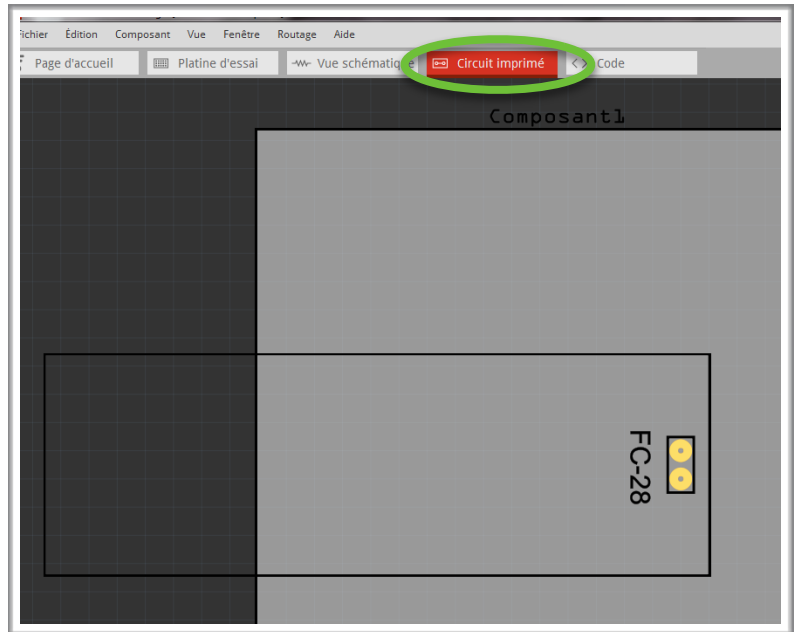 Fichier Édition Composant Vue Fenêtre Routage Aide
Page d'accueil Platine d'essai Vue schématique Circuit imprimé Code
Composant1
FC-28